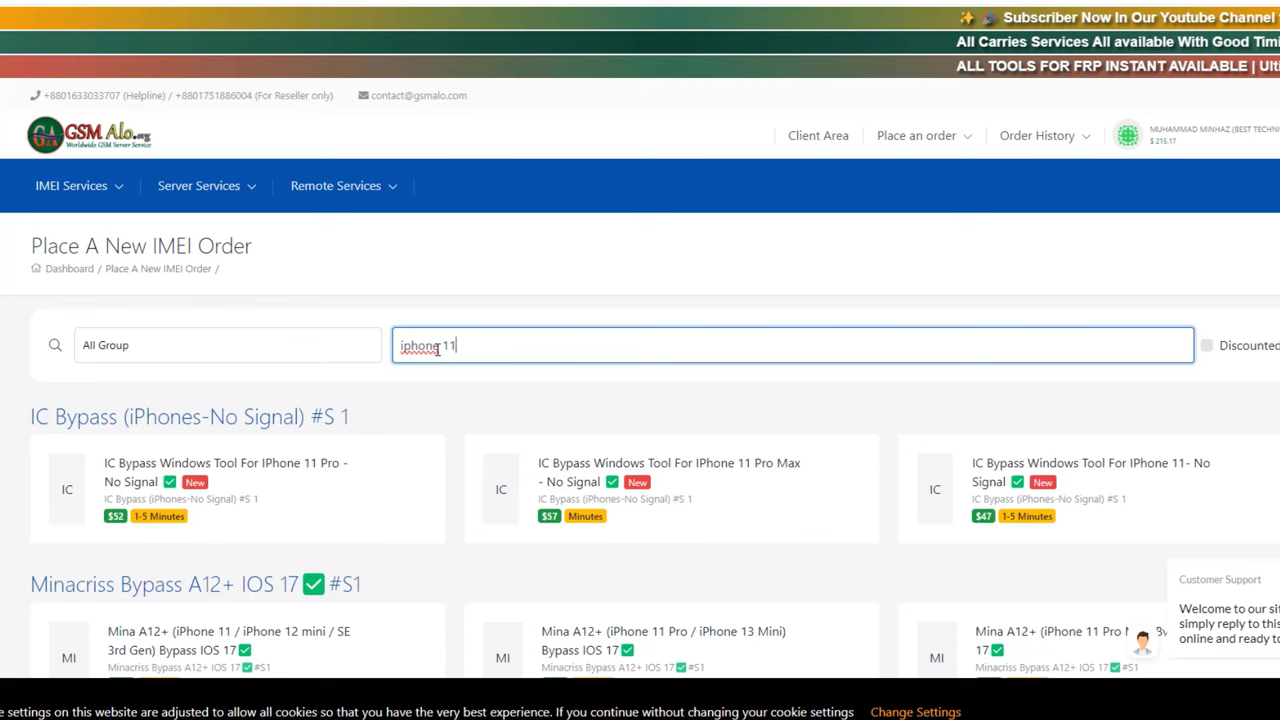 ✨ 🎉 Subscriber Now In Our Youtube Channel
All Carries Services All available With Good Timi
ALL TOOLS FOR FRP INSTANT AVAILABLE | Ulti
+8801633033707 (Helpline) / +8801751886004 (For Reseller only) contact@gsmalo.com
GA GSM Alo.org
Worldwide GSM Server Service
Client Area Place an order Order History
MUHAMMAD MINHAZ (BEST TECHNI
$ 215.17
IMEI Services Server Services Remote Services
Place A New IMEI Order
Dashboard / Place A New IMEI Order /
All Group iphone 11 Discounted
IC Bypass (iPhones-No Signal) #S 1
IC
IC Bypass Windows Tool For IPhone 11 Pro -
No Signal ✅ New
IC Bypass (iPhones-No Signal) #S 1
$52 1-5 Minutes
IC
IC Bypass Windows Tool For IPhone 11 Pro Max
- No Signal ✅ New
IC Bypass (iPhones-No Signal) #S 1
$57 Minutes
IC
IC Bypass Windows Tool For IPhone 11- No
Signal ✅ New
IC Bypass (iPhones-No Signal) #S 1
$47 1-5 Minutes
Minacriss Bypass A12+ IOS 17 ✅ #S1
MI
Mina A12+ (iPhone 11 / iPhone 12 mini / SE
3rd Gen) Bypass IOS 17 ✅
Minacriss Bypass A12+ IOS 17 ✅ #S1
MI
Mina A12+ (iPhone 11 Pro / iPhone 13 Mini)
Bypass IOS 17 ✅
Minacriss Bypass A12+ IOS 17 ✅ #S1
MI
Mina A12+ (iPhone 11 Pro
17 ✅
Minacriss Bypass A12+ IOS 17 ✅ #S1
Customer Support
Welcome to our sit
simply reply to this
online and ready to
e settings on this website are adjusted to allow all cookies so that you have the very best experience. If you continue without changing your cookie settings Change Settings